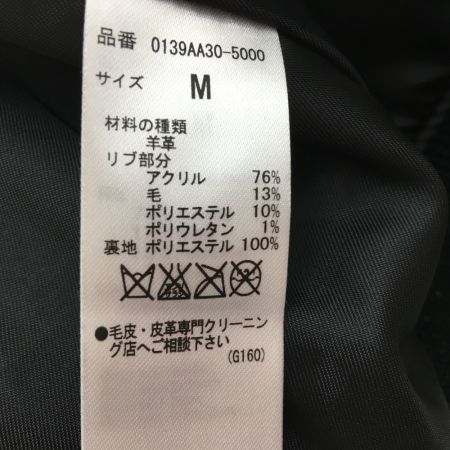 品番 0139AA30-5000
サイズ M
材料の種類
羊革
リブ部分
アクリル 76%
毛 13%
ポリエステル 10%
ポリウレタン 1%
裏地 ポリエステル 100%
●毛皮・皮革専門クリーニン
グ店へご相談下さい
(G160)